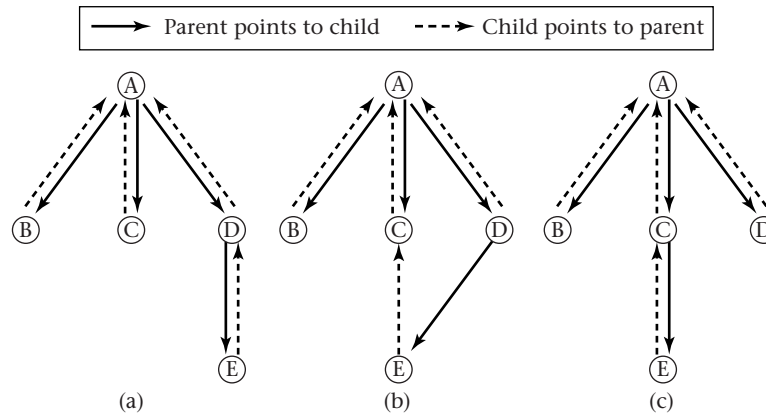 Parent points to child Child points to parent
A A A
B C D B C D B C D
E E E
(a) (b) (c)